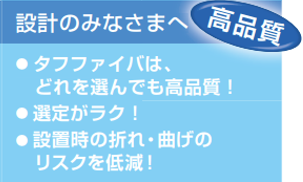 設計のみなさまへ
高品質
● タフファイバは、
どれを選んでも高品質！
● 選定がラク！
● 設置時の折れ・曲げの
リスクを低減！